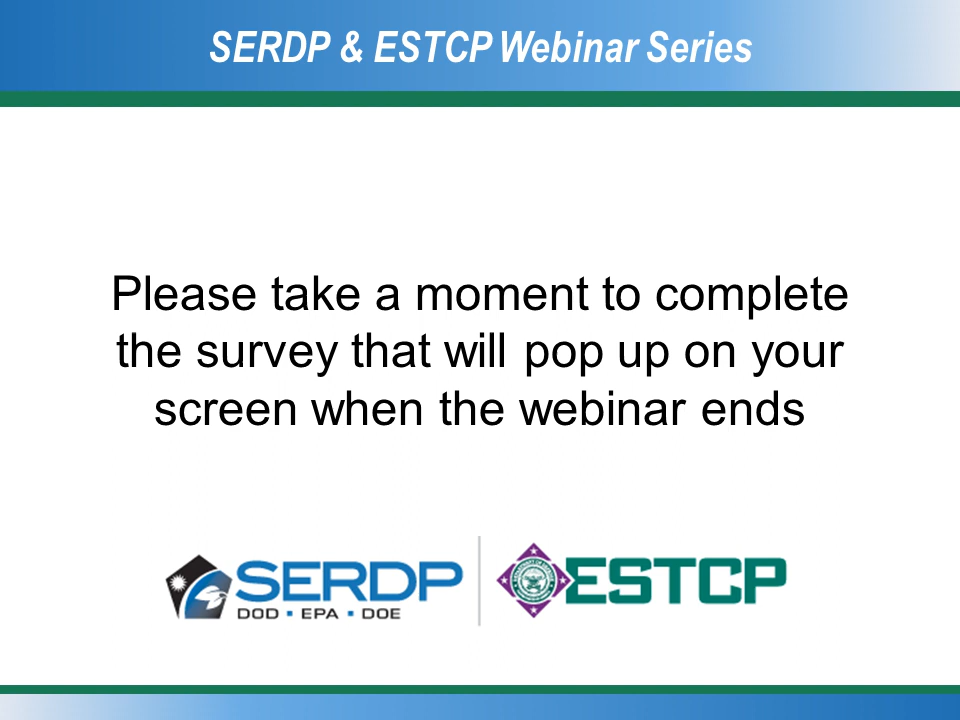 SERDP & ESTCP Webinar Series
Please take a moment to complete
the survey that will pop up on your
screen when the webinar ends
SERDP
DOD ▪ EPA ▪ DOE
ESTCP